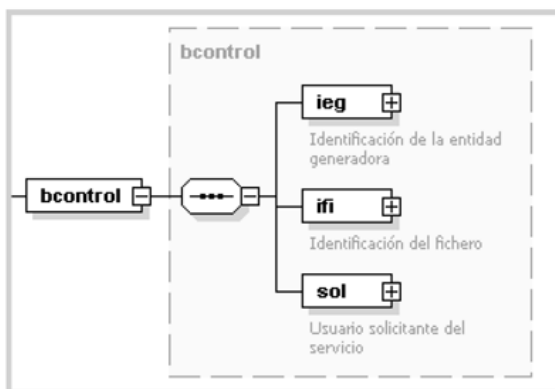 bcontrol
ieg
Identificación de la entidad
generadora
bcontrol
ifi
Identificación del fichero
sol
Usuario solicitante del
servicio